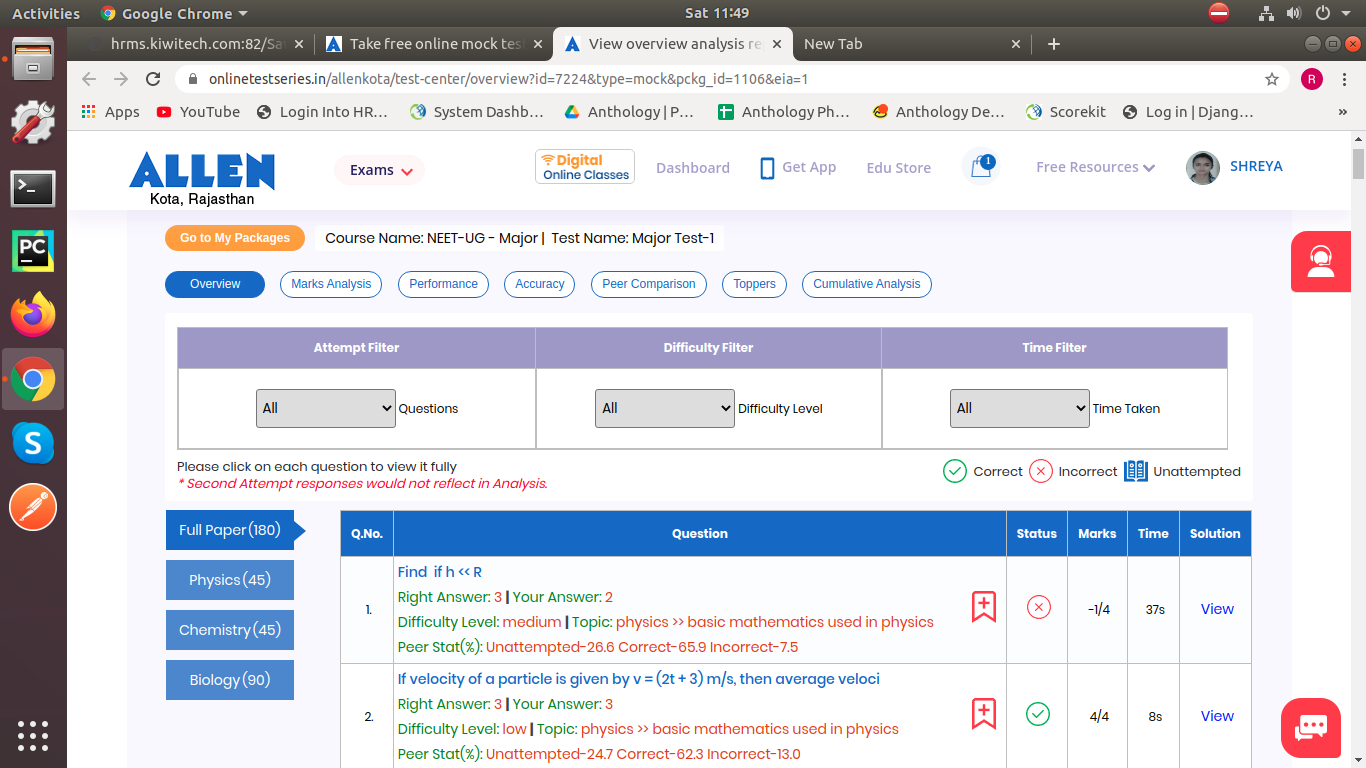 Activities Google Chrome Sat 11:49
hrms.kiwitech.com:82/Sa Take free online mock tes View overview analysis re New Tab
onlinetestseries.in/allenkota/test-center/overview?id=7224&type=mock&pckg_id=1106&eia=1 R
Apps YouTube Login Into HR... System Dashb... Anthology | P... Anthology Ph... Anthology De... Scorekit Log in | Djang... »
ALLEN
Kota, Rajasthan
Exams
Digital
Online Classes
Dashboard Get App Edu Store 1 Free Resources SHREYA
Go to My Packages Course Name: NEET-UG - Major | Test Name: Major Test-1
Overview Marks Analysis Performance Accuracy Peer Comparison Toppers Cumulative Analysis
Attempt Filter Difficulty Filter Time Filter
All Questions All Difficulty Level All Time Taken
Please click on each question to view it fully
* Second Attempt responses would not reflect in Analysis.
Correct Incorrect Unattempted
Full Paper(180)
Physics(45)
Chemistry(45)
Biology(90)
Q.No. Question Status Marks Time Solution
1. Find if h << R
Right Answer: 3 | Your Answer: 2
Difficulty Level: medium | Topic: physics >> basic mathematics used in physics
Peer Stat(%): Unattempted-26.6 Correct-65.9 Incorrect-7.5
-1/4 37s View
2. If velocity of a particle is given by v = (2t + 3) m/s, then average veloci
Right Answer: 3 | Your Answer: 3
Difficulty Level: low | Topic: physics >> basic mathematics used in physics
Peer Stat(%): Unattempted-24.7 Correct-62.3 Incorrect-13.0
4/4 8s View
PC
S